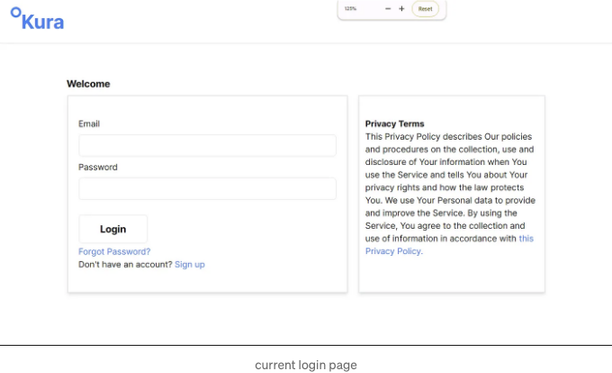 Kura
125%
Reset
Welcome
Email
Password
Login
Forgot Password?
Don't have an account? Sign up
Privacy Terms
This Privacy Policy describes Our policies
and procedures on the collection, use and
disclosure of Your information when You
use the Service and tells You about Your
privacy rights and how the law protects
You. We use Your Personal data to provide
and improve the Service. By using the
Service, You agree to the collection and
use of information in accordance with this
Privacy Policy.
current login page